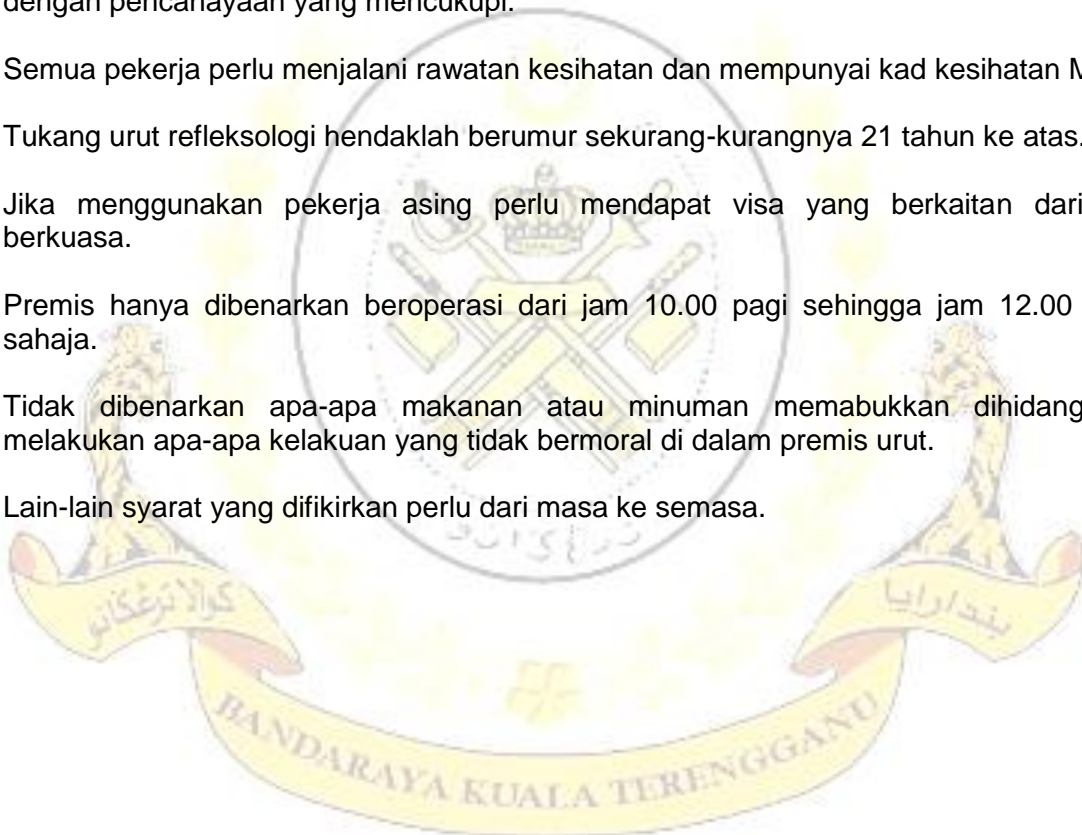 dengan pencahayaan yang mencukupi.
Semua pekerja perlu menjalani rawatan kesihatan dan mempunyai kad kesihatan M
Tukang urut refleksologi hendaklah berumur sekurang-kurangnya 21 tahun ke atas.
Jika menggunakan pekerja asing perlu mendapat visa yang berkaitan dari
berkuasa.
Premis hanya dibenarkan beroperasi dari jam 10.00 pagi sehingga jam 12.00
sahaja.
Tidak dibenarkan apa-apa makanan atau minuman memabukkan dihidang
melakukan apa-apa kelakuan yang tidak bermoral di dalam premis urut.
Lain-lain syarat yang difikirkan perlu dari masa ke semasa.
كوالا ترڠݢانو
بندارايا
BANDARAYA KUALA TERENGGANU